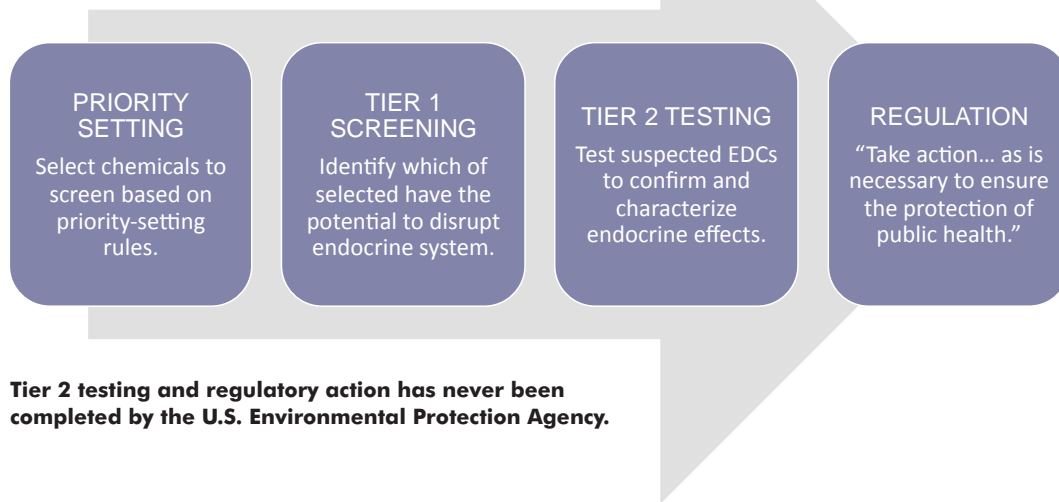 PRIORITY
SETTING
Select chemicals to
screen based on
priority-setting
rules.
TIER 1
SCREENING
Identify which of
selected have the
potential to disrupt
endocrine system.
TIER 2 TESTING
Test suspected EDCs
to confirm and
characterize
endocrine effects.
REGULATION
“Take action... as is
necessary to ensure
the protection of
public health.”
Tier 2 testing and regulatory action has never been
completed by the U.S. Environmental Protection Agency.